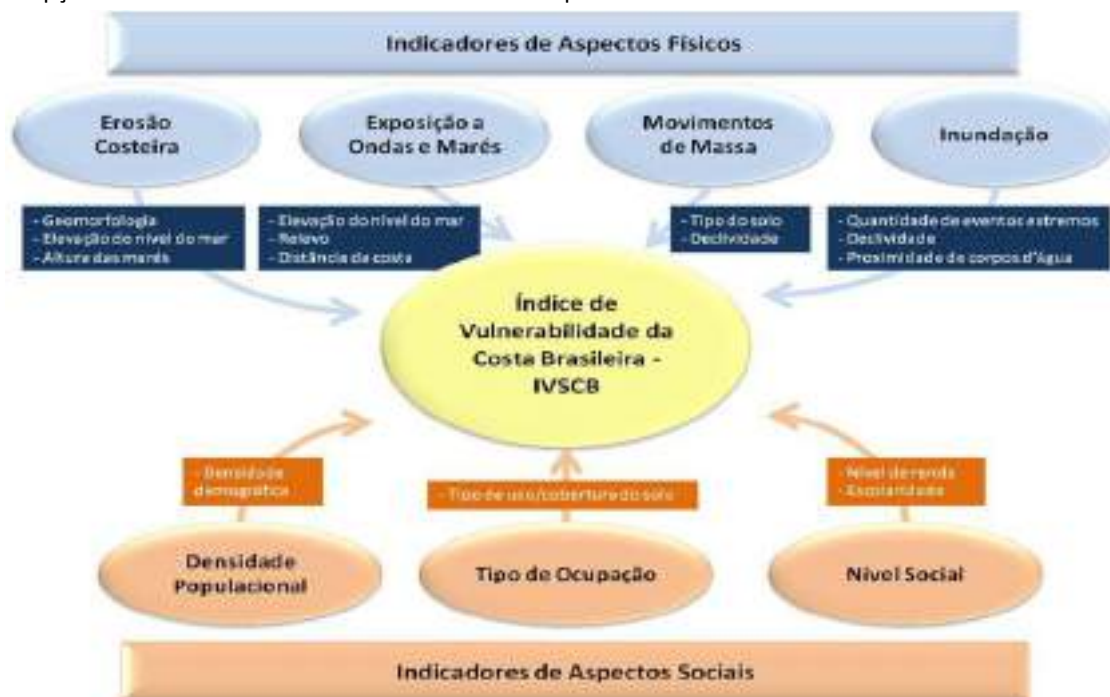 Indicadores de Aspectos Físicos
Erosão
Costeira
Exposição a
Ondas e Marés
Movimentos
de Massa
Inundação
- Geomorfologia
- Elevação do nível do mar
- Altura das marés
- Elevação do nível do mar
- Relevo
- Distância da costa
- Tipo do solo
- Declividade
- Quantidade de eventos extremos
- Declividade
- Proximidade de corpos d'água
Índice de
Vulnerabilidade da
Costa Brasileira -
IVSCB
- Densidade
demográfica
- Tipo de uso/cobertura do solo
- Nível de renda
- Escolaridade
Densidade
Populacional
Tipo de Ocupação
Nível Social
Indicadores de Aspectos Sociais